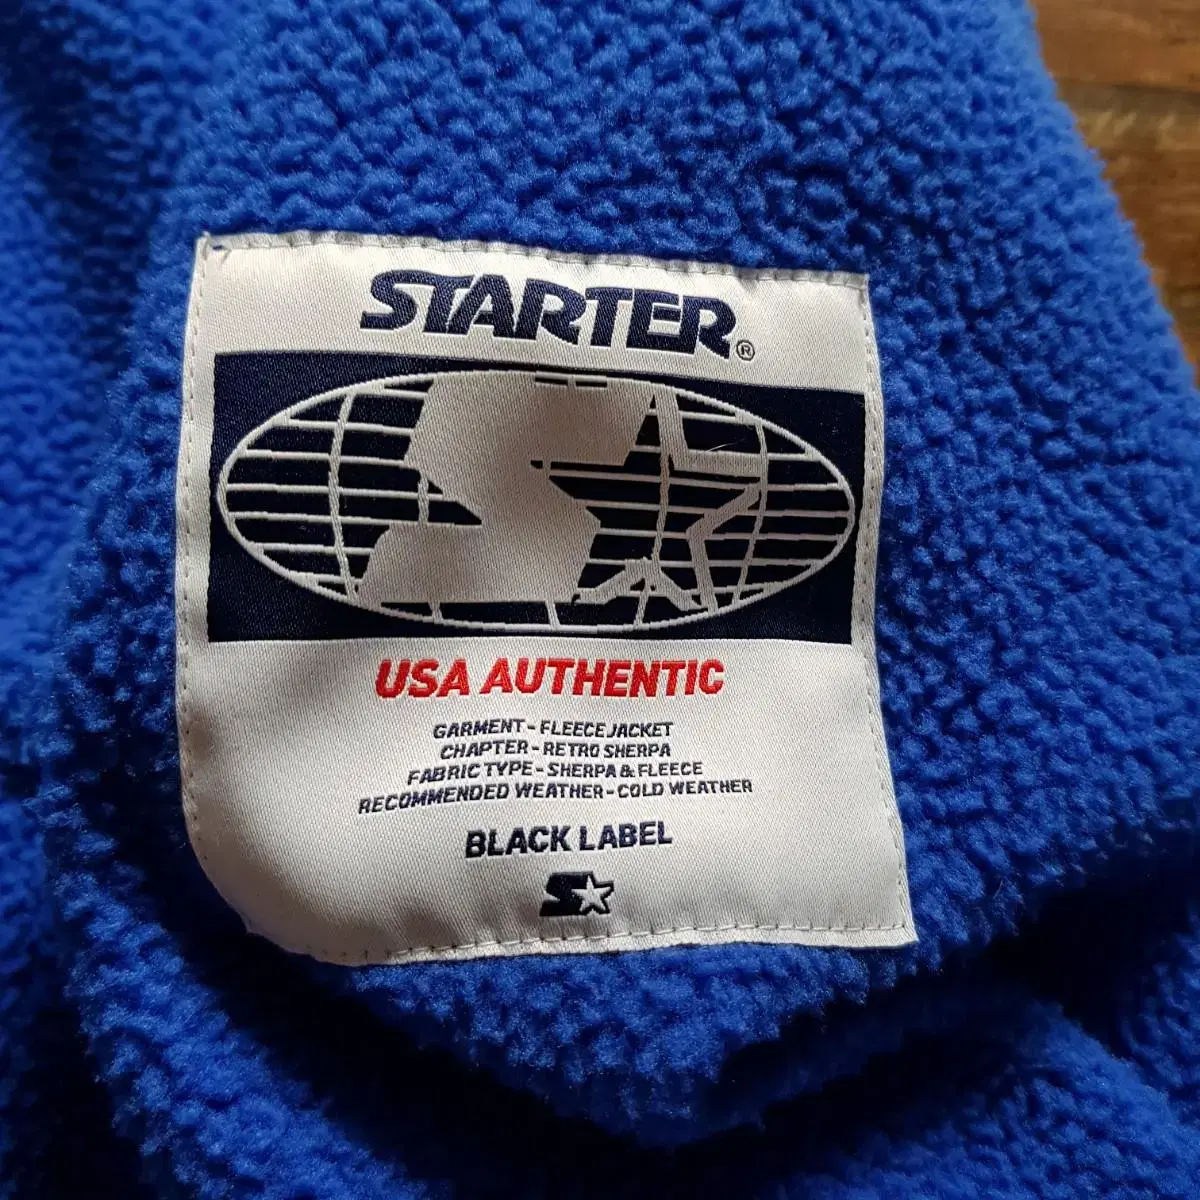 STARTER®
USA AUTHENTIC
GARMENT - FLEECE JACKET
CHAPTER - RETRO SHERPA
FABRIC TYPE - SHERPA & FLEECE
RECOMMENDED WEATHER - COLD WEATHER
BLACK LABEL